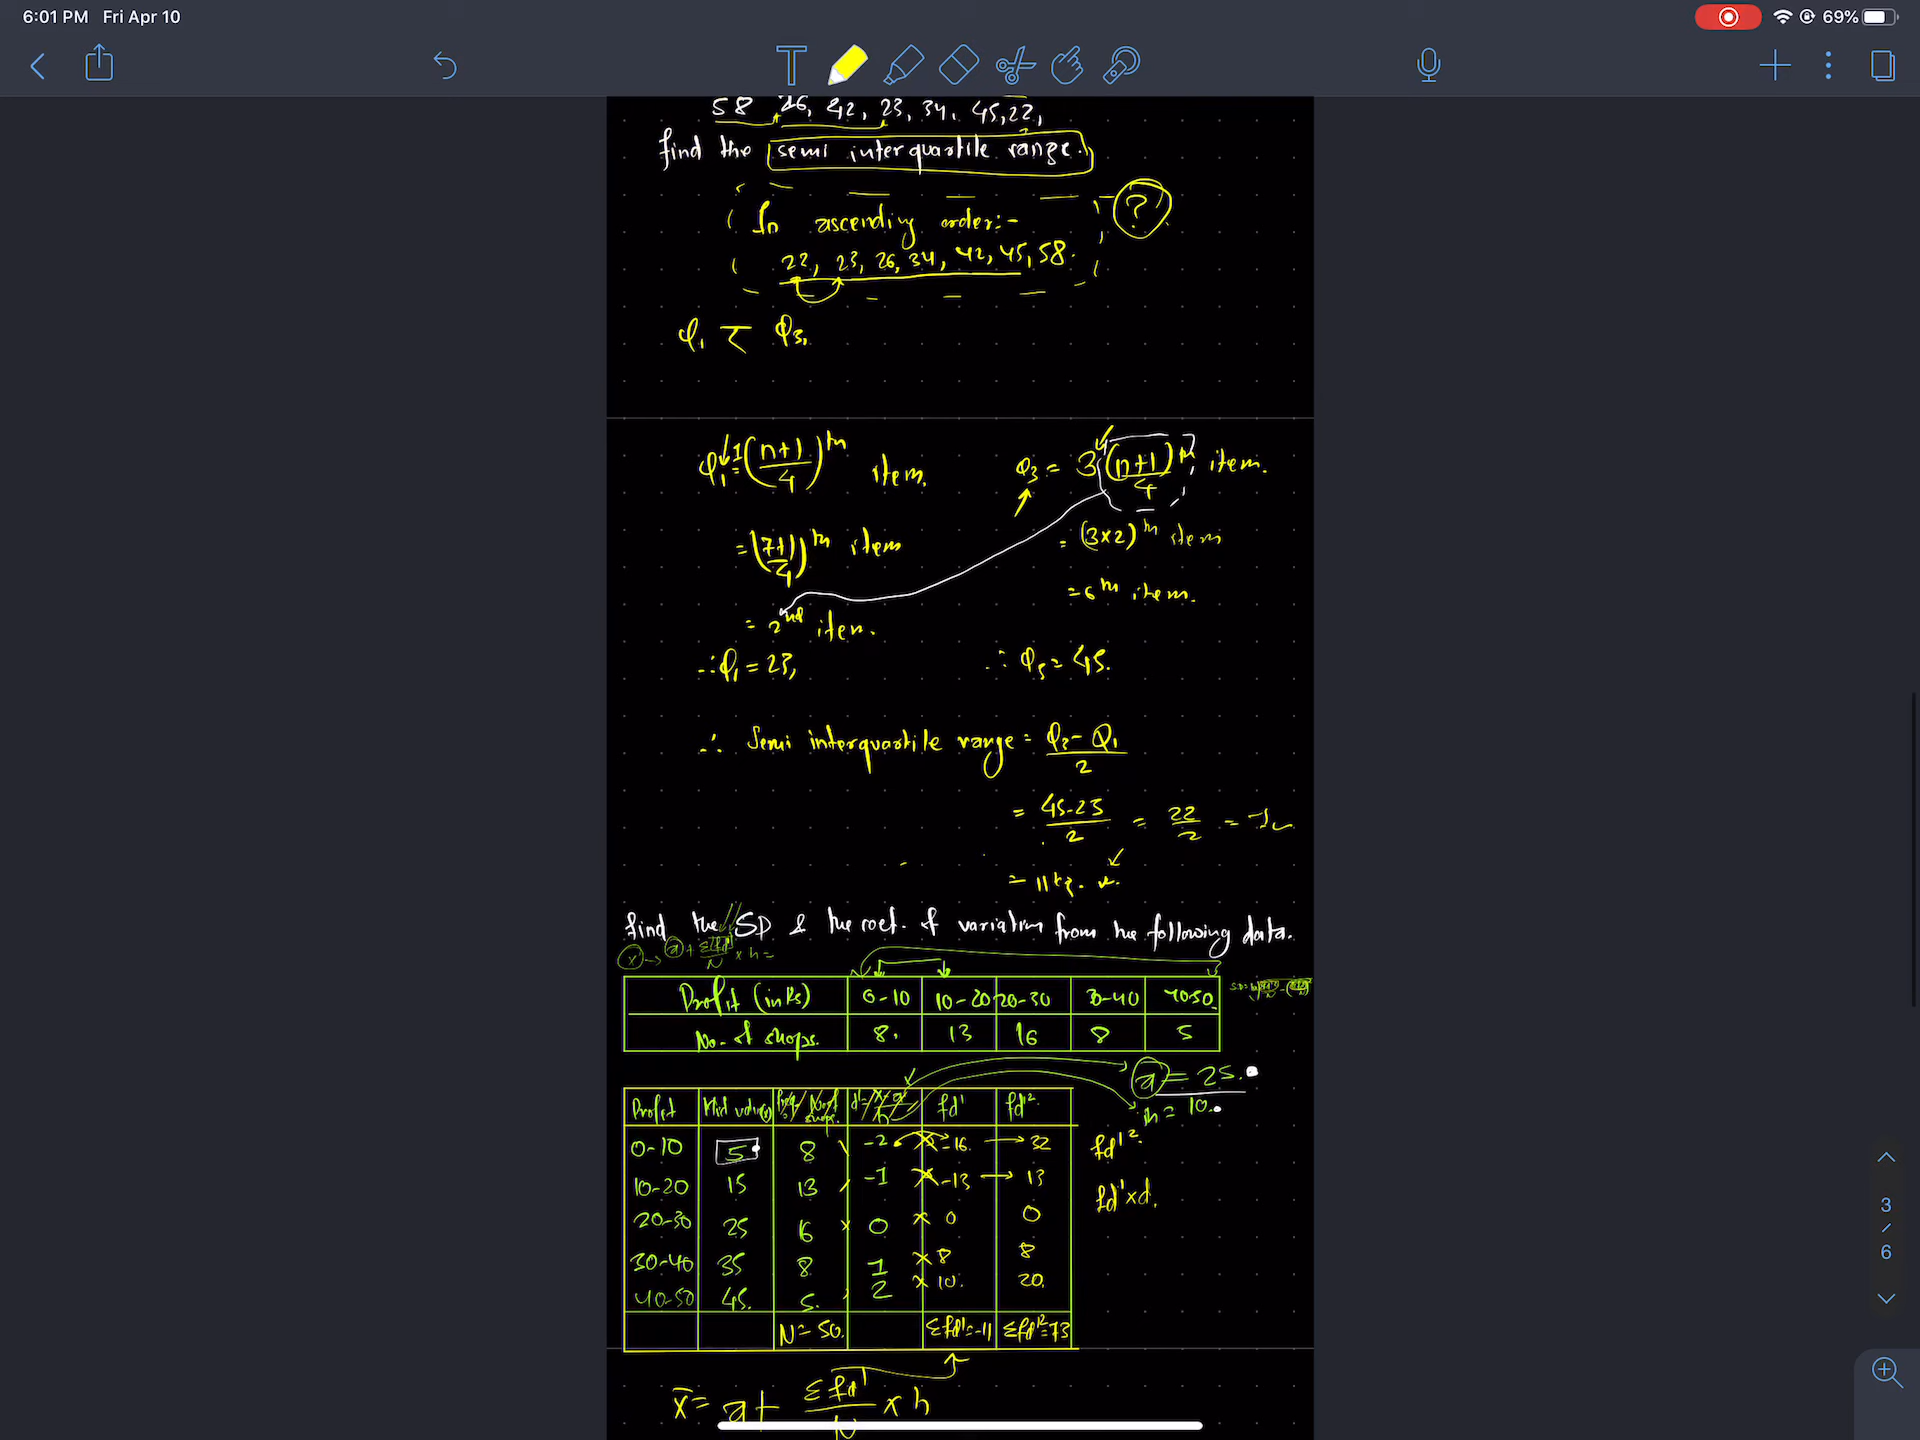 6:01 PM Fri Apr 10
69%
58 26, 42, 23, 34, 45, 22,
find the semi interquartile range.
?
In ascending order:-
22, 23, 26, 34, 42, 45, 58.
Q1 Q3,
Q1 = 1(n+1/4)th item.
Q3 = 3(n+1/4)th item.
= (7+1/4)th item
= (3×2)th item
= 6th item.
= 2nd item.
∴ Q1 = 23,
∴ Q3 = 45.
∴ Semi interquartile range = Q3 - Q1 / 2
= 45-23 / 2 = 22 / 2
= 11 kg.
find the SD & the coef. of variation from the following data.
Profit (in Rs) 0-10 10-20 20-30 30-40 40-50
No. of shops. 8 13 16 8 5
a = 25.
h = 10.
Profit Mid value(x) d' = x-a/h fd' fd'²
0-10 5 8 -2 × -16 32
10-20 15 13 -1 × -13 13
20-30 25 16 × 0 × 0 0
30-40 35 8 1 × 8 8
40-50 45. 5. 2 × 10. 20.
N = 50. Σfd' = -11 Σfd'² = 73
fd'².
fd' × d.
x̄ = a + Σfd' / N × h
3
/
6